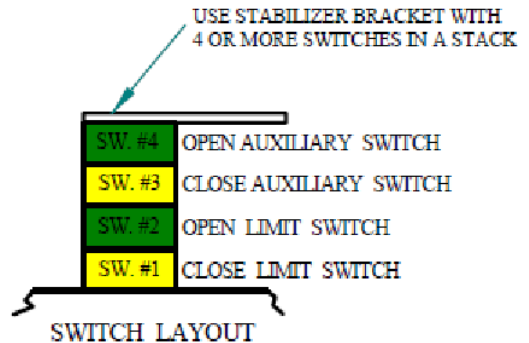 USE STABILIZER BRACKET WITH
4 OR MORE SWITCHES IN A STACK
SW. #4 OPEN AUXILIARY SWITCH
SW. #3 CLOSE AUXILIARY SWITCH
SW. #2 OPEN LIMIT SWITCH
SW. #1 CLOSE LIMIT SWITCH
SWITCH LAYOUT